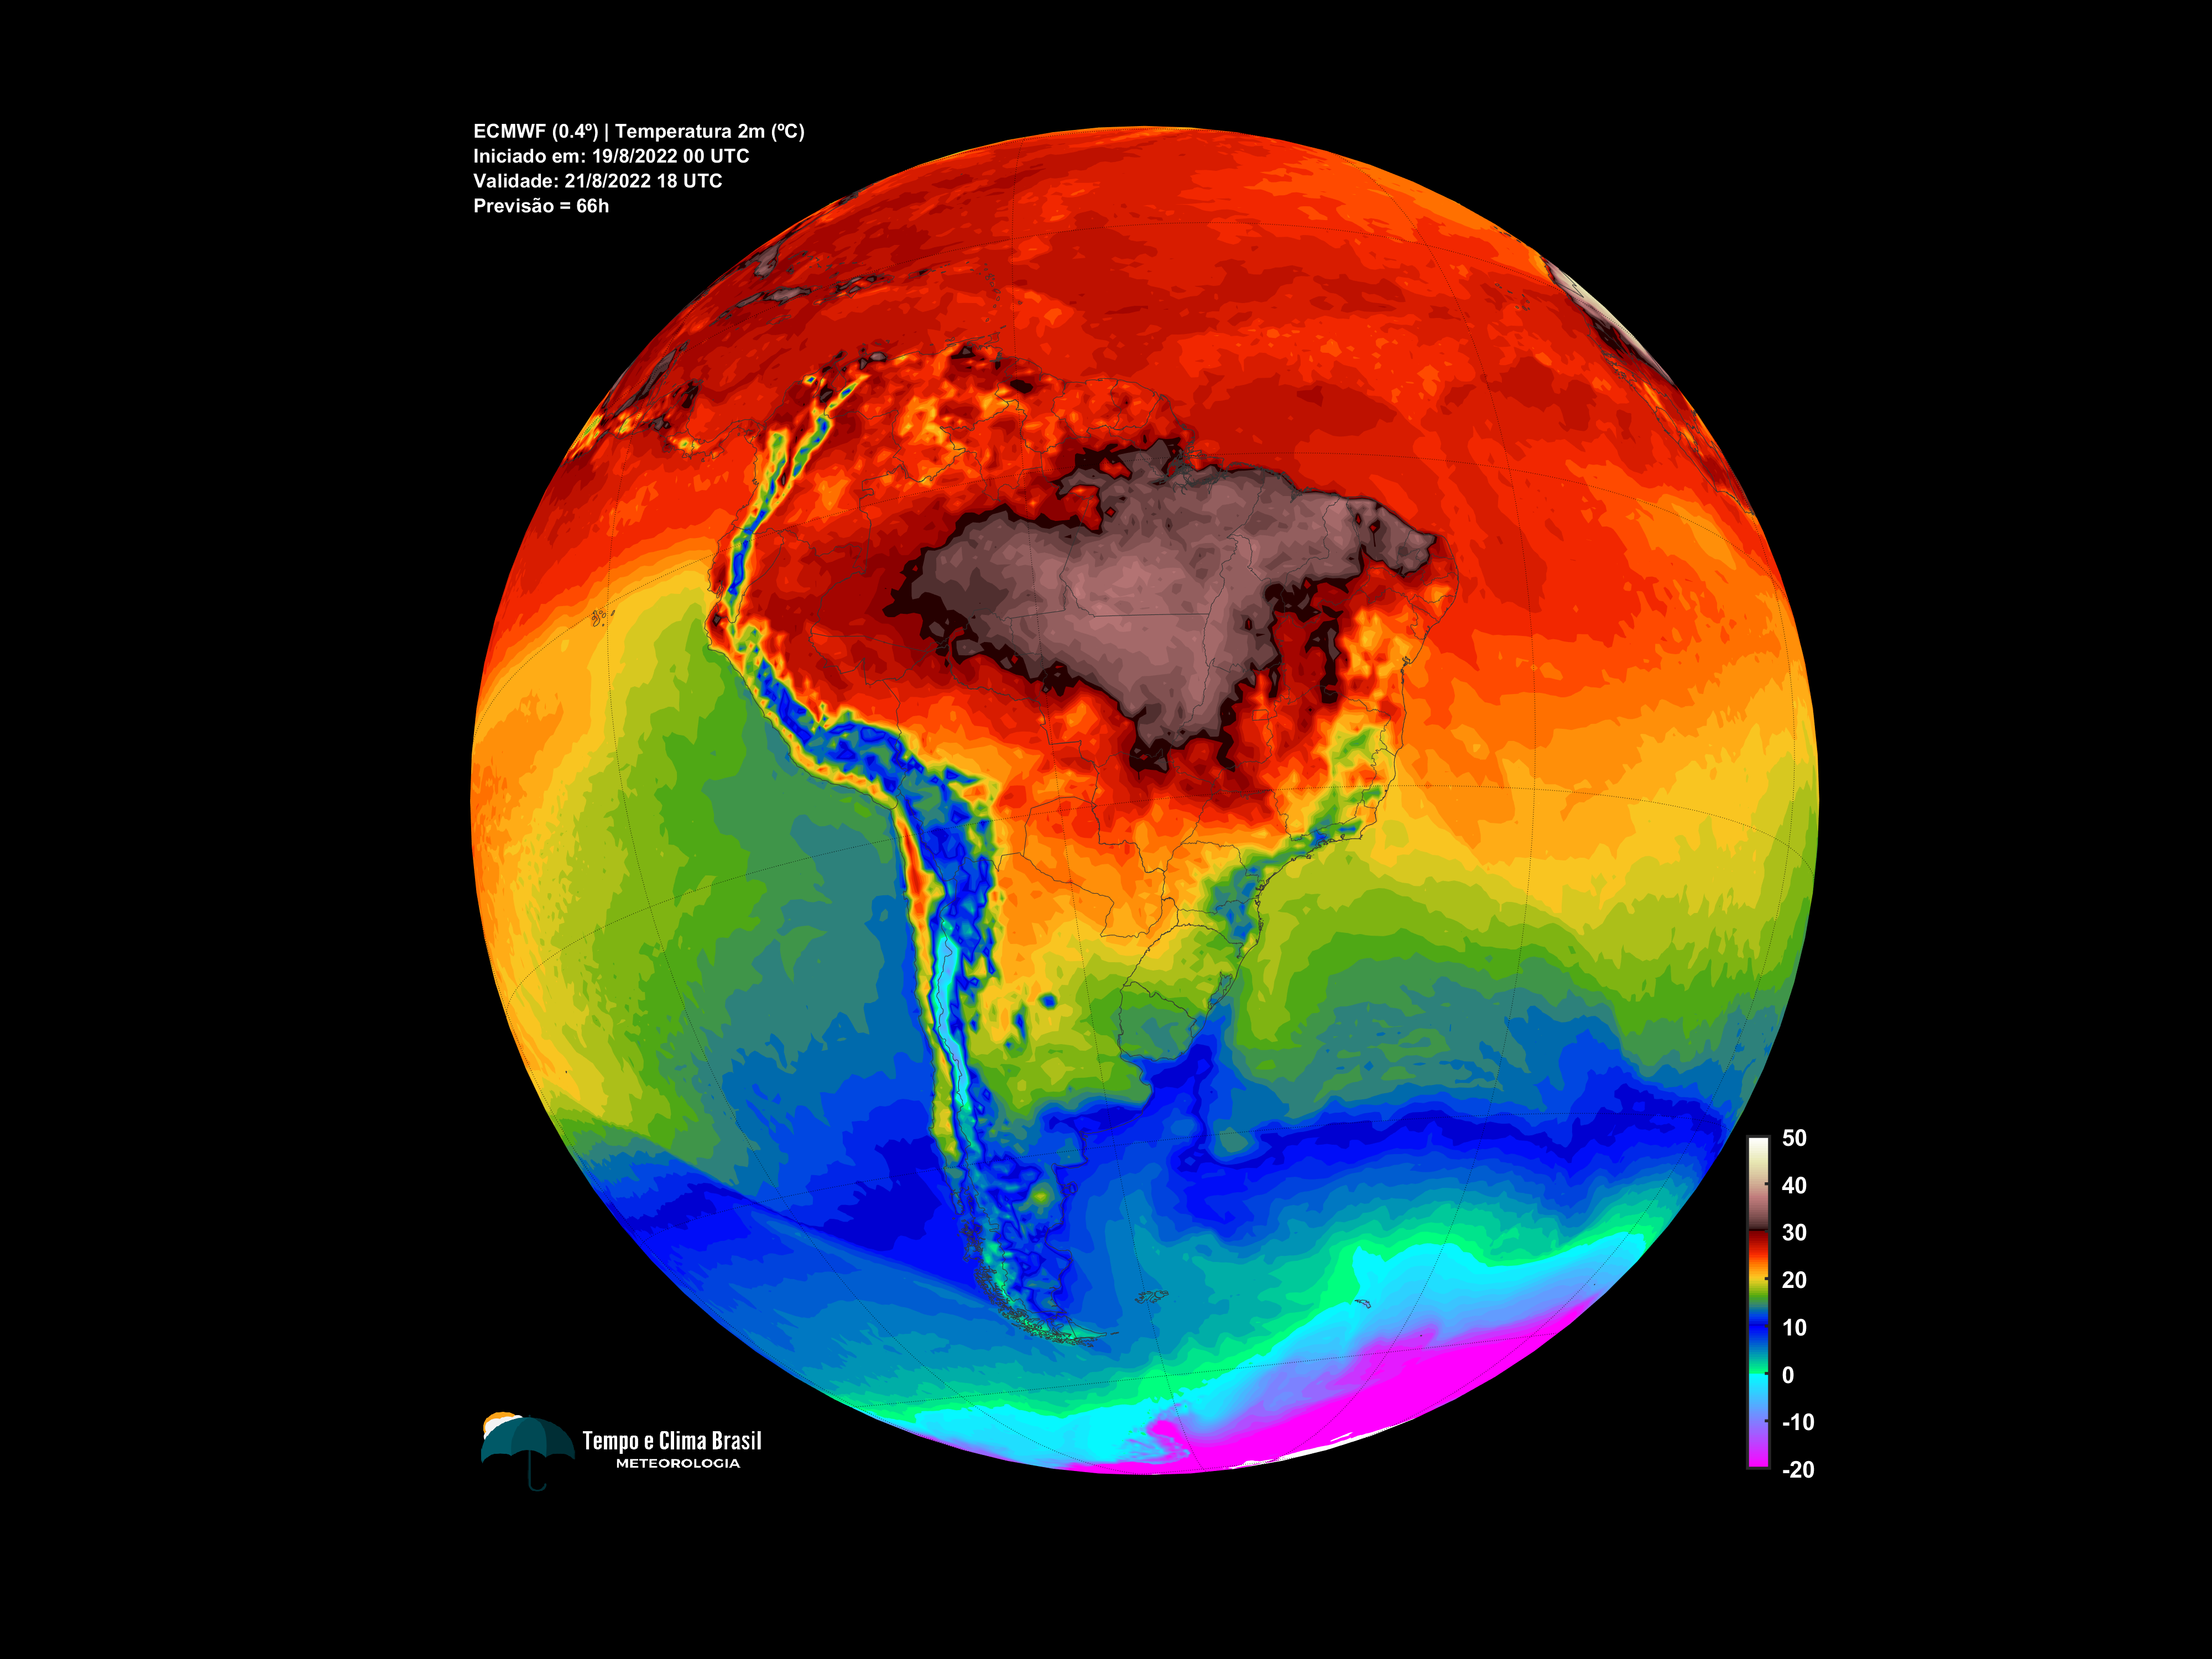 ECMWF (0.4º) | Temperatura 2m (ºC)
Iniciado em: 19/8/2022 00 UTC
Validade: 21/8/2022 18 UTC
Previsão = 66h
50
40
30
20
10
0
-10
-20
Tempo e Clima Brasil
METEOROLOGIA